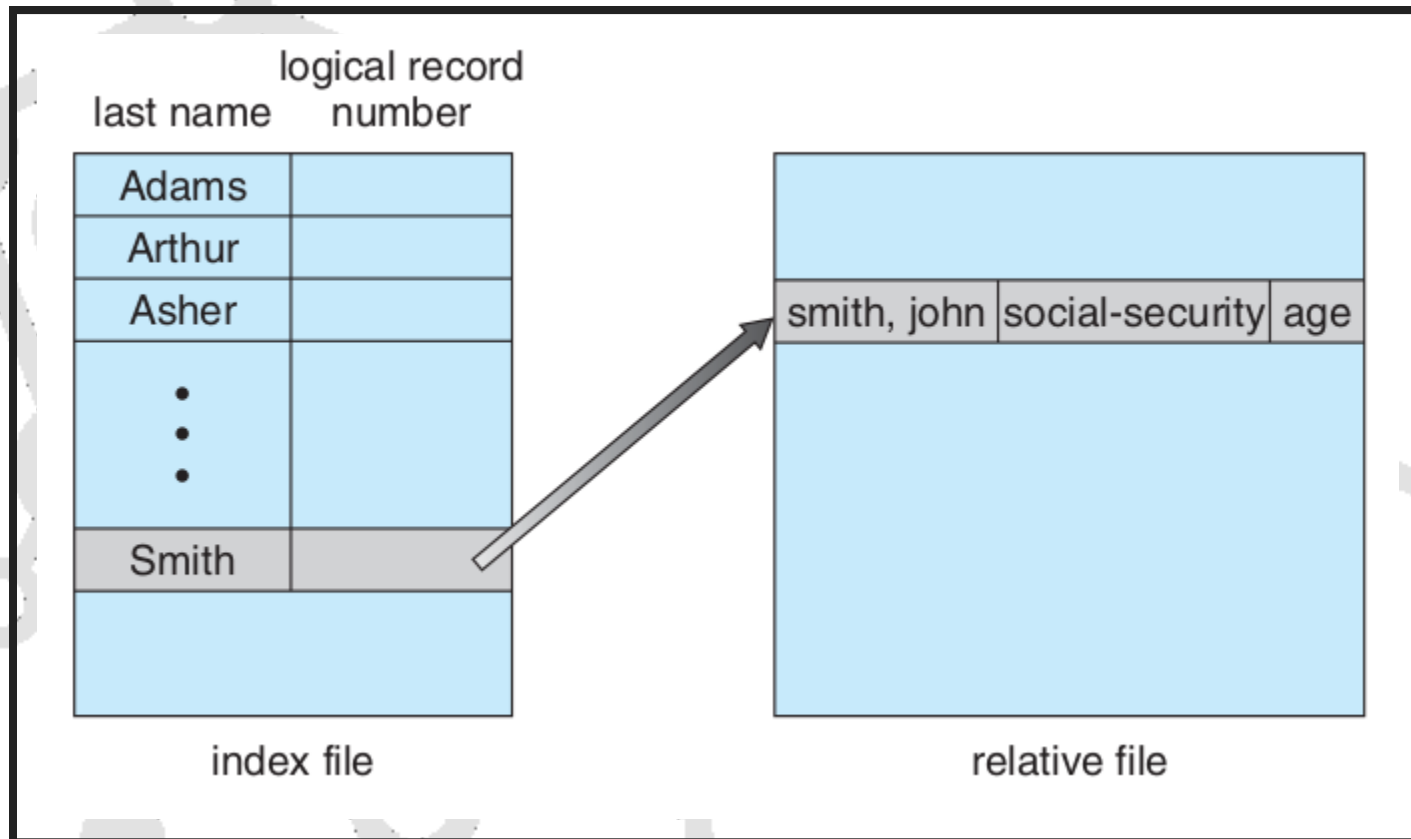 logical record
last name number
Adams
Arthur
Asher
Smith
smith, john social-security age
index file
relative file